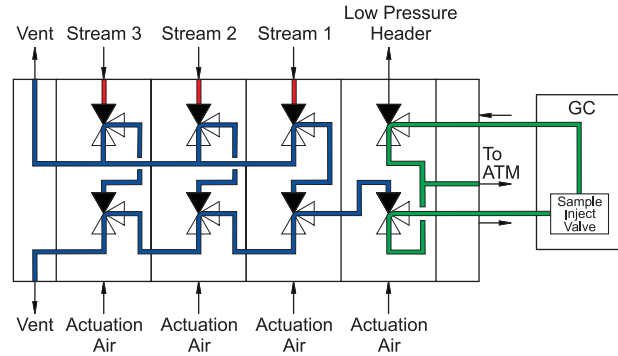 Vent Stream 3 Stream 2 Stream 1 Low Pressure
Header
GC
To
ATM
Sample
Inject
Valve
Vent Actuation Actuation Actuation Actuation
Air Air Air Air